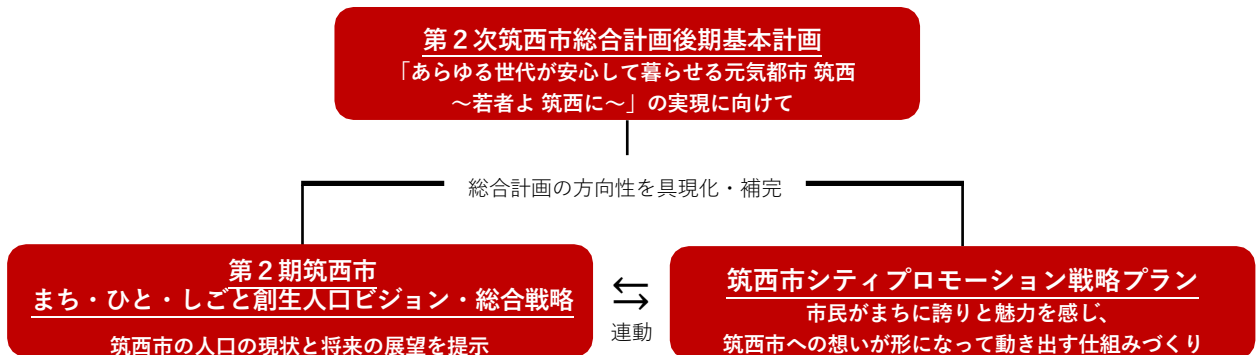 第２次筑西市総合計画後期基本計画
「あらゆる世代が安心して暮らせる元気都市 筑西
～若者よ 筑西に～」の実現に向けて
総合計画の方向性を具現化・補完
第２期筑西市
まち・ひと・しごと創生人口ビジョン・総合戦略
筑西市の人口の現状と将来の展望を提示
連動
筑西市シティプロモーション戦略プラン
市民がまちに誇りと魅力を感じ、
筑西市への想いが形になって動き出す仕組みづくり